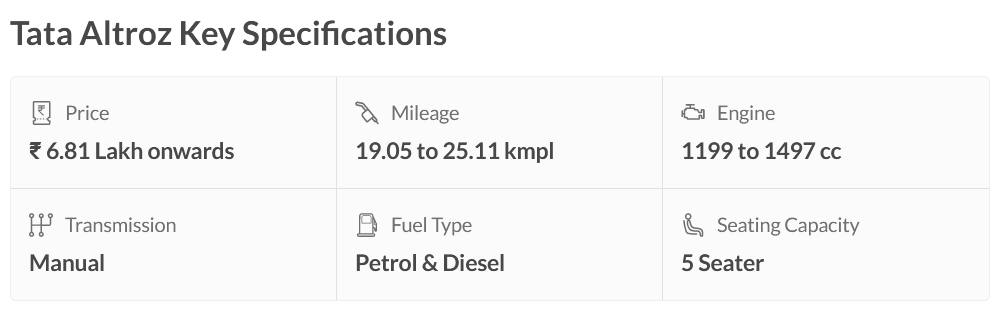 Tata Altroz Key Specifications
Price
₹ 6.81 Lakh onwards
Mileage
19.05 to 25.11 kmpl
Engine
1199 to 1497 cc
Transmission
Manual
Fuel Type
Petrol & Diesel
Seating Capacity
5 Seater